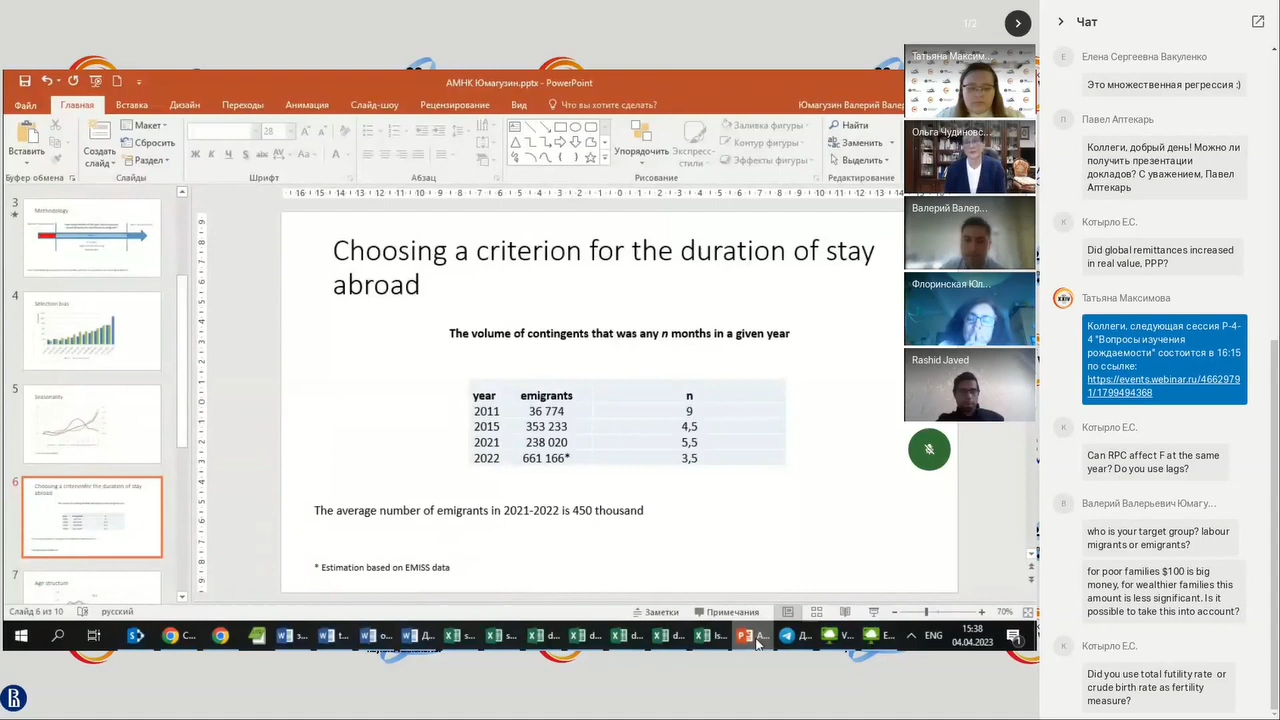 1/2
АМНК Юмагузин.pptx - PowerPoint
Файл
Главная
Вставка
Дизайн
Переходы
Анимация
Слайд-шоу
Рецензирование
Вид
Что вы хотите сделать?
Юмагузин Валерий Валер
Вставить
Буфер обмена
Создать
слайд
Макет
Сбросить
Раздел
Слайды
28
Шрифт
Абзац
Упорядочить
Экспресс-
стили
Заливка фигуры
Контур фигуры
Эффекты фигуры
Рисование
Найти
Заменить
Выделить
Редактирование
3
Methodology
4
Selection bias
5
Seasonality
6
Choosing a criterion for the duration of stay
abroad
7
Age structure
Choosing a criterion for the duration of stay
abroad
The volume of contingents that was any n months in a given year
year emigrants n
2011 36 774 9
2015 353 233 4,5
2021 238 020 5,5
2022 661 166* 3,5
The average number of emigrants in 2021-2022 is 450 thousand
* Estimation based on EMISS data
Слайд 6 из 10
русский
Заметки
Примечания
70%
ENG
15:38
04.04.2023
Татьяна Максим...
Ольга Чудиновс...
Валерий Валер...
Флоринская Юл...
Rashid Javed
Чат
Елена Сергеевна Вакуленко
Это множественная регрессия :)
Павел Аптекарь
Коллеги, добрый день! Можно ли
получить презентации
докладов? С уважением, Павел
Аптекарь
Котырло Е.С.
Did global remittances increased
in real value, PPP?
Татьяна Максимова
Коллеги, следующая сессия P-4-
4 "Вопросы изучения
рождаемости" состоится в 16:15
по ссылке:
https://events.webinar.ru/4662979
1/1799494368
Котырло Е.С.
Can RPC affect F at the same
year? Do you use lags?
Валерий Валерьевич Юмагу...
who is your target group? labour
migrants or emigrants?
for poor families $100 is big
money, for wealthier families this
amount is less significant. Is it
possible to take this into account?
Котырло Е.С.
Did you use total futility rate or
crude birth rate as fertility
measure?